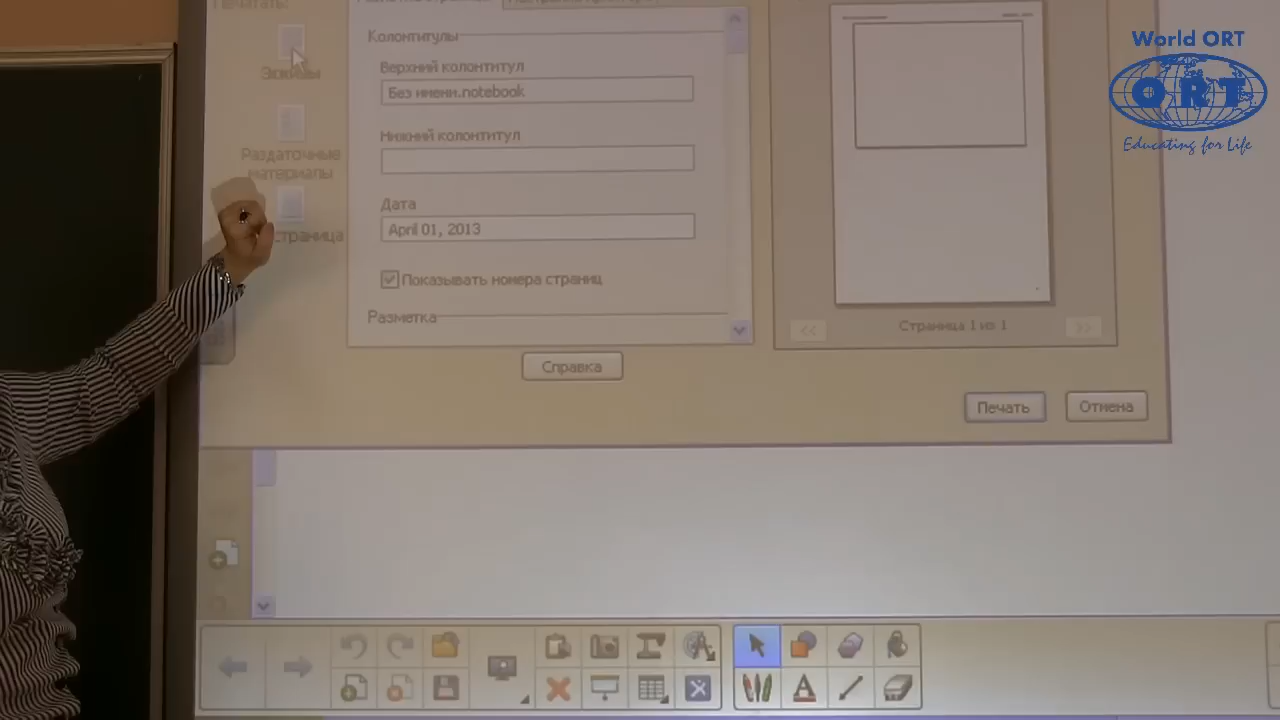 Печатать:
Эскизы
Раздаточные
материалы
страница
Колонтитулы
Верхний колонтитул
Без имени.notebook
Нижний колонтитул
Дата
April 01, 2013
Показывать номера страниц
Разметка
Справка
Страница 1 из 1
Печать
Отмена
World ORT
ORT
Educating for Life